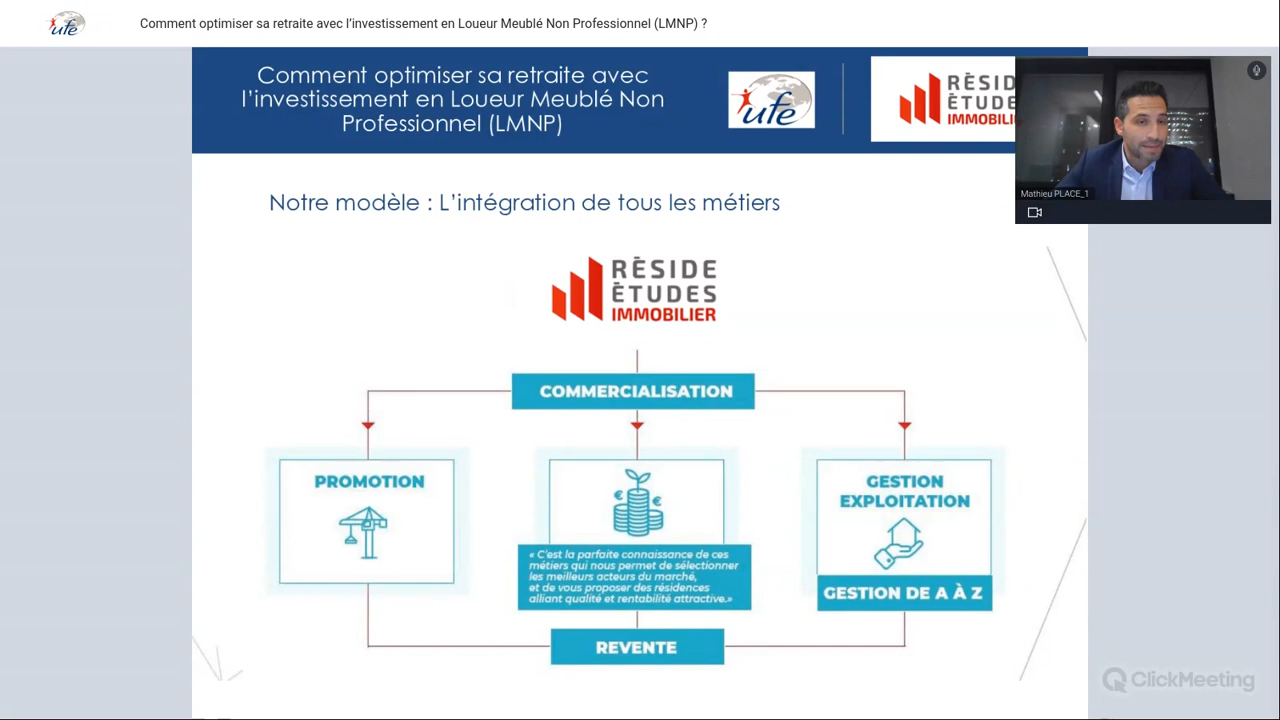 ufe
Comment optimiser sa retraite avec l’investissement en Loueur Meublé Non Professionnel (LMNP) ?
Comment optimiser sa retraite avec
l’investissement en Loueur Meublé Non
Professionnel (LMNP)
ufe
RÉSIDE
ÉTUDES
IMMOBILI
Mathieu PLACE_1
Notre modèle : L’intégration de tous les métiers
RÉSIDE
ÉTUDES
IMMOBILIER
COMMERCIALISATION
PROMOTION
€ €
« C’est la parfaite connaissance de ces
métiers qui nous permet de sélectionner
les meilleurs acteurs du marché,
et de vous proposer des résidences
alliant qualité et rentabilité attractive.»
GESTION
EXPLOITATION
GESTION DE A À Z
REVENTE
ClickMeeting